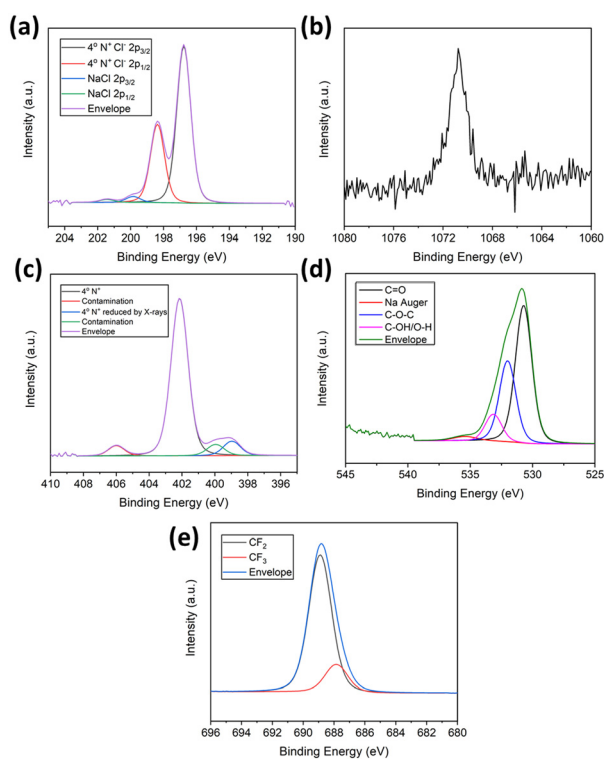 (a)
4º N⁺ Cl⁻ 2p3/2
4º N⁺ Cl⁻ 2p1/2
NaCl 2p3/2
NaCl 2p1/2
Envelope
Intensity (a.u.)
204 202 200 198 196 194 192 190
Binding Energy (eV)
(b)
Intensity (a.u.)
1080 1076 1072 1068 1064 1060
Binding Energy (eV)
(c)
4º N⁺
Contamination
4º N⁺ reduced by X-rays
Contamination
Envelope
Intensity (a.u.)
410 408 406 404 402 400 398 396
Binding Energy (eV)
(d)
C=O
Na Auger
C-O-C
C-OH/O-H
Envelope
Intensity (a.u.)
545 540 535 530 525
Binding Energy (eV)
(e)
CF2
CF3
Envelope
Intensity (a.u.)
696 694 692 690 688 686 684 682 680
Binding Energy (eV)